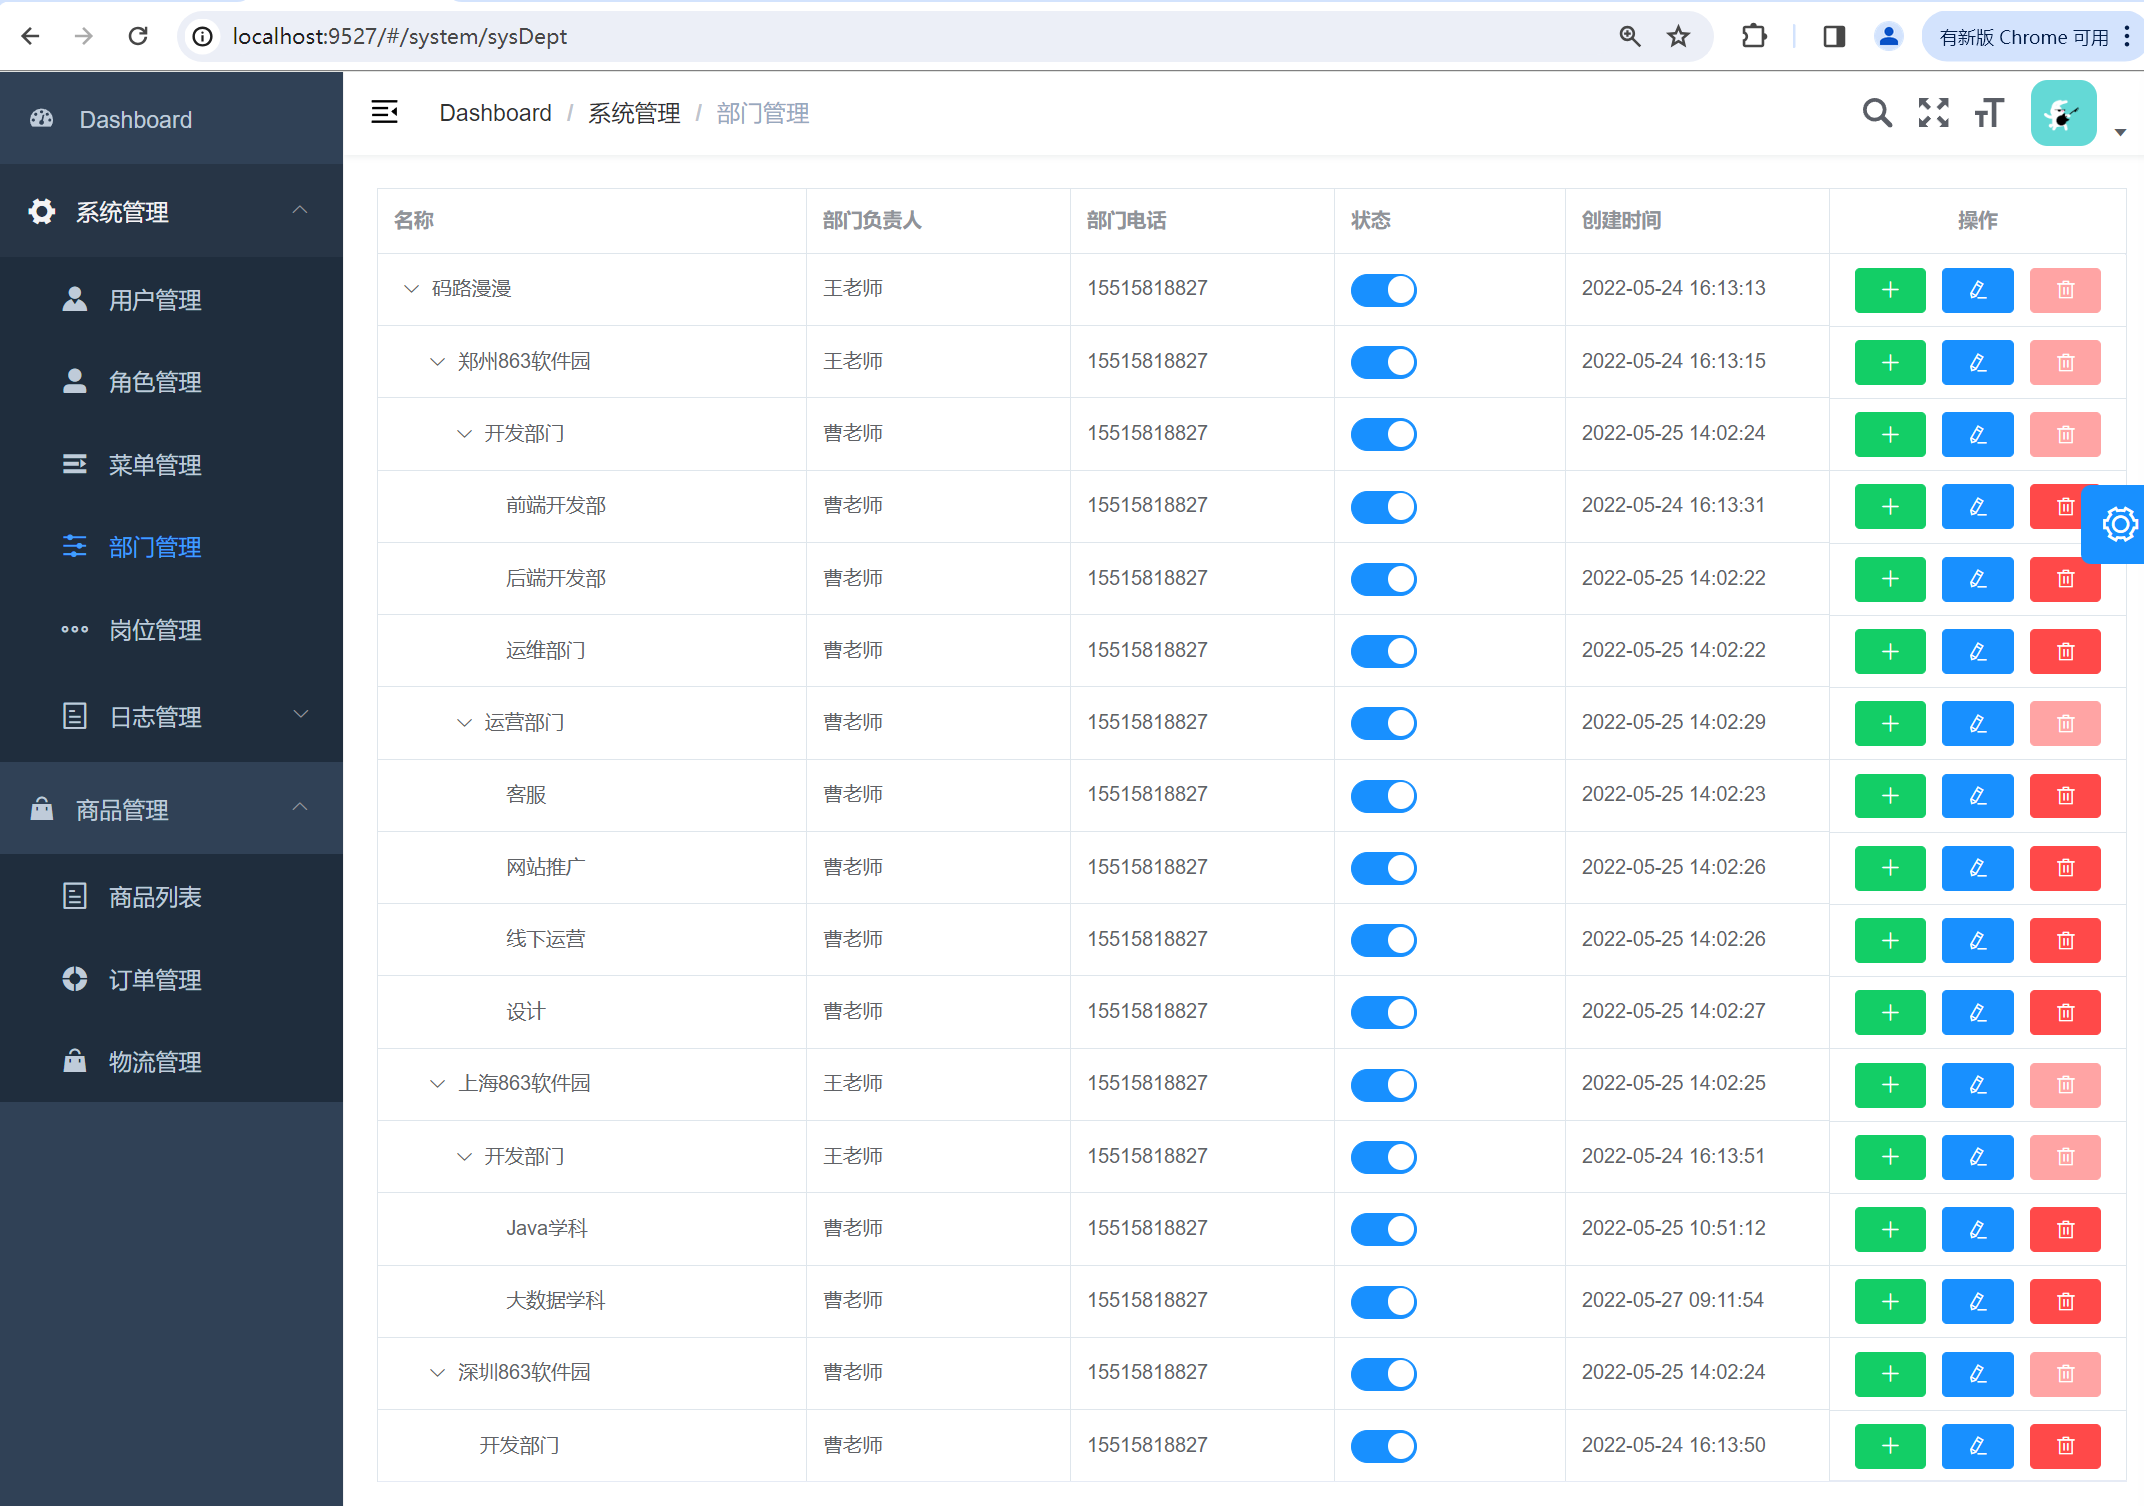 localhost:9527/#/system/sysDept
有新版 Chrome 可用
Dashboard
系统管理
用户管理
角色管理
菜单管理
部门管理
岗位管理
日志管理
商品管理
商品列表
订单管理
物流管理
Dashboard / 系统管理 / 部门管理
名称 部门负责人 部门电话 状态 创建时间 操作
码路漫漫 王老师 15515818827 2022-05-24 16:13:13
郑州863软件园 王老师 15515818827 2022-05-24 16:13:15
开发部门 曹老师 15515818827 2022-05-25 14:02:24
前端开发部 曹老师 15515818827 2022-05-24 16:13:31
后端开发部 曹老师 15515818827 2022-05-25 14:02:22
运维部门 曹老师 15515818827 2022-05-25 14:02:22
运营部门 曹老师 15515818827 2022-05-25 14:02:29
客服 曹老师 15515818827 2022-05-25 14:02:23
网站推广 曹老师 15515818827 2022-05-25 14:02:26
线下运营 曹老师 15515818827 2022-05-25 14:02:26
设计 曹老师 15515818827 2022-05-25 14:02:27
上海863软件园 王老师 15515818827 2022-05-25 14:02:25
开发部门 王老师 15515818827 2022-05-24 16:13:51
Java学科 曹老师 15515818827 2022-05-25 10:51:12
大数据学科 曹老师 15515818827 2022-05-27 09:11:54
深圳863软件园 曹老师 15515818827 2022-05-25 14:02:24
开发部门 曹老师 15515818827 2022-05-24 16:13:50